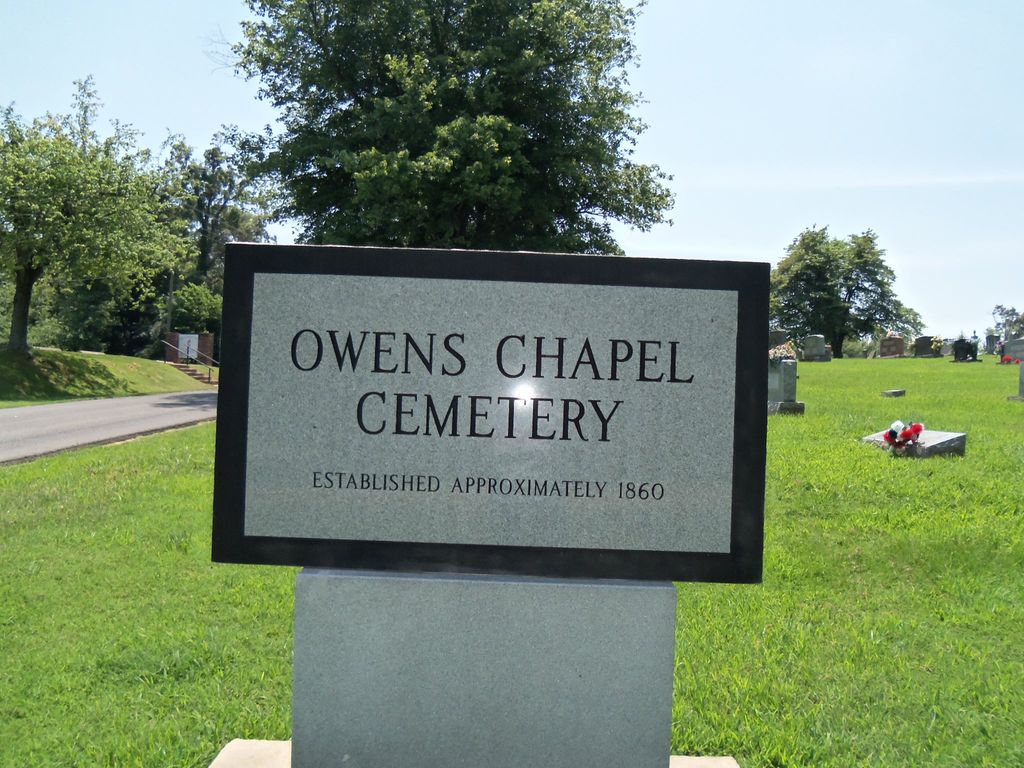 OWENS CHAPEL
CEMETERY
ESTABLISHED APPROXIMATELY 1860